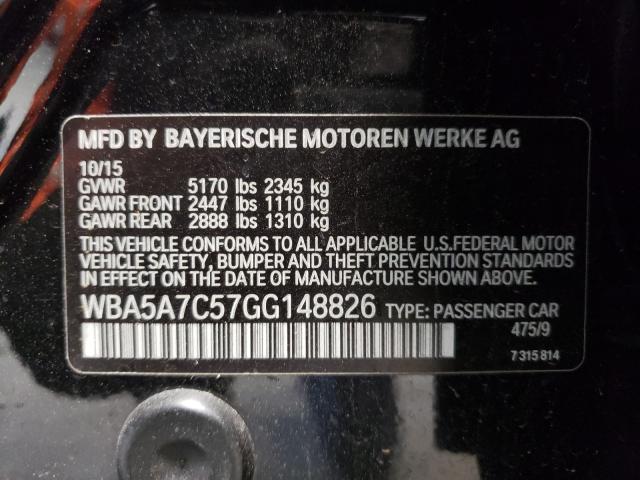 MFD BY BAYERISCHE MOTOREN WERKE AG
10/15
GVWR 5170 lbs 2345 kg
GAWR FRONT 2447 lbs 1110 kg
GAWR REAR 2888 lbs 1310 kg
THIS VEHICLE CONFORMS TO ALL APPLICABLE U.S.FEDERAL MOTOR
VEHICLE SAFETY, BUMPER AND THEFT PREVENTION STANDARDS
IN EFFECT ON THE DATE OF MANUFACTURE SHOWN ABOVE.
WBA5A7C57GG148826 TYPE: PASSENGER CAR
475/9
7 315 814